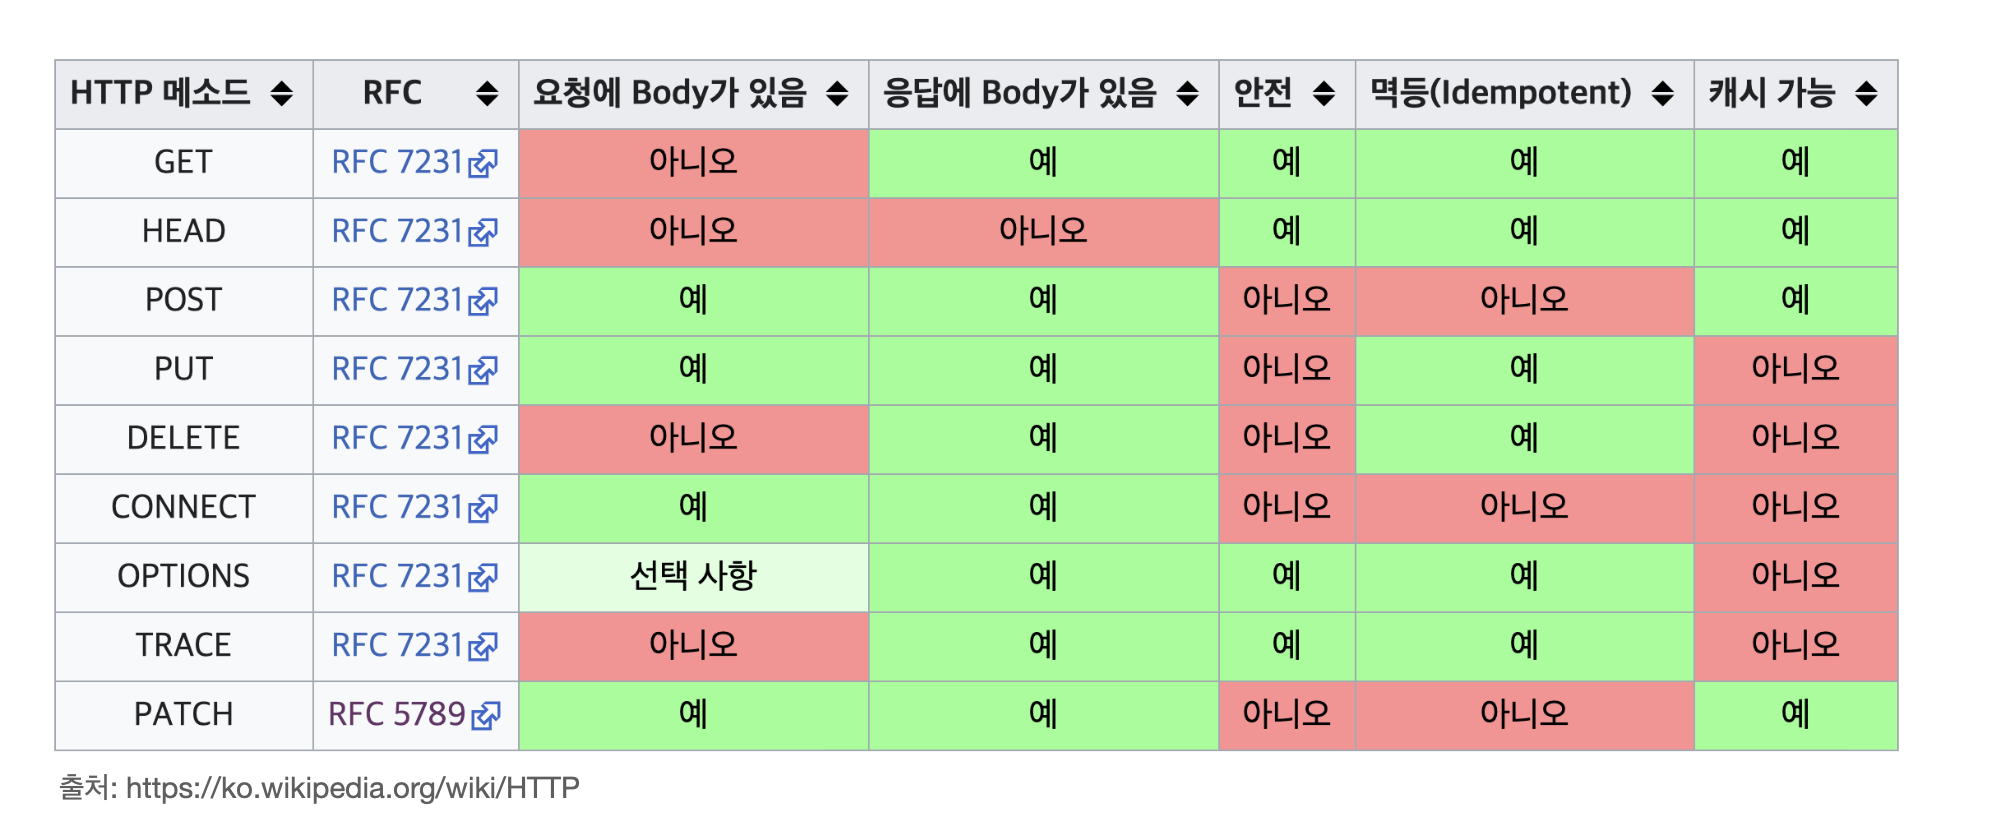 HTTP 메소드 RFC 요청에 Body가 있음 응답에 Body가 있음 안전 멱등(Idempotent) 캐시 가능
GET RFC 7231 아니오 예 예 예 예
HEAD RFC 7231 아니오 아니오 예 예 예
POST RFC 7231 예 예 아니오 아니오 예
PUT RFC 7231 예 예 아니오 예 아니오
DELETE RFC 7231 아니오 예 아니오 예 아니오
CONNECT RFC 7231 예 예 아니오 아니오 아니오
OPTIONS RFC 7231 선택 사항 예 예 예 아니오
TRACE RFC 7231 아니오 예 예 예 아니오
PATCH RFC 5789 예 예 아니오 아니오 예
출처: https://ko.wikipedia.org/wiki/HTTP